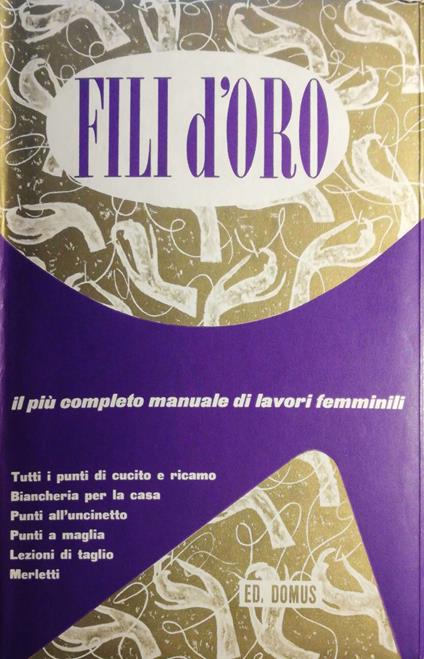 FILI d'ORO
il più completo manuale di lavori femminili
Tutti i punti di cucito e ricamo
Biancheria per la casa
Punti all'uncinetto
Punti a maglia
Lezioni di taglio
Merletti
ED. DOMUS